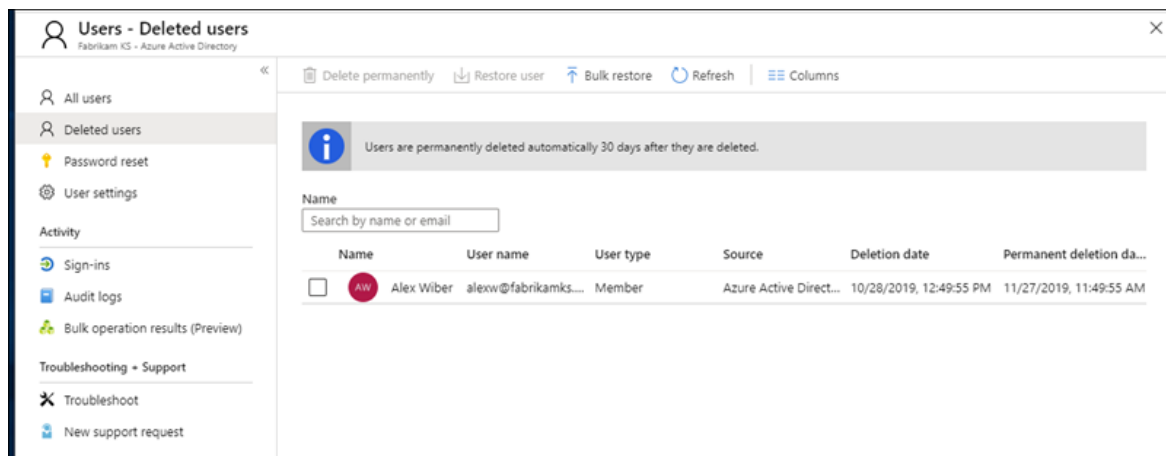 Users - Deleted users
Fabrikam KS - Azure Active Directory
All users
Deleted users
Password reset
User settings
Activity
Sign-ins
Audit logs
Bulk operation results (Preview)
Troubleshooting + Support
Troubleshoot
New support request
Delete permanently Restore user Bulk restore Refresh Columns
Users are permanently deleted automatically 30 days after they are deleted.
Name
Search by name or email
Name User name User type Source Deletion date Permanent deletion da...
AW Alex Wiber alexw@fabrikamks.... Member Azure Active Direct... 10/28/2019, 12:49:55 PM 11/27/2019, 11:49:55 AM